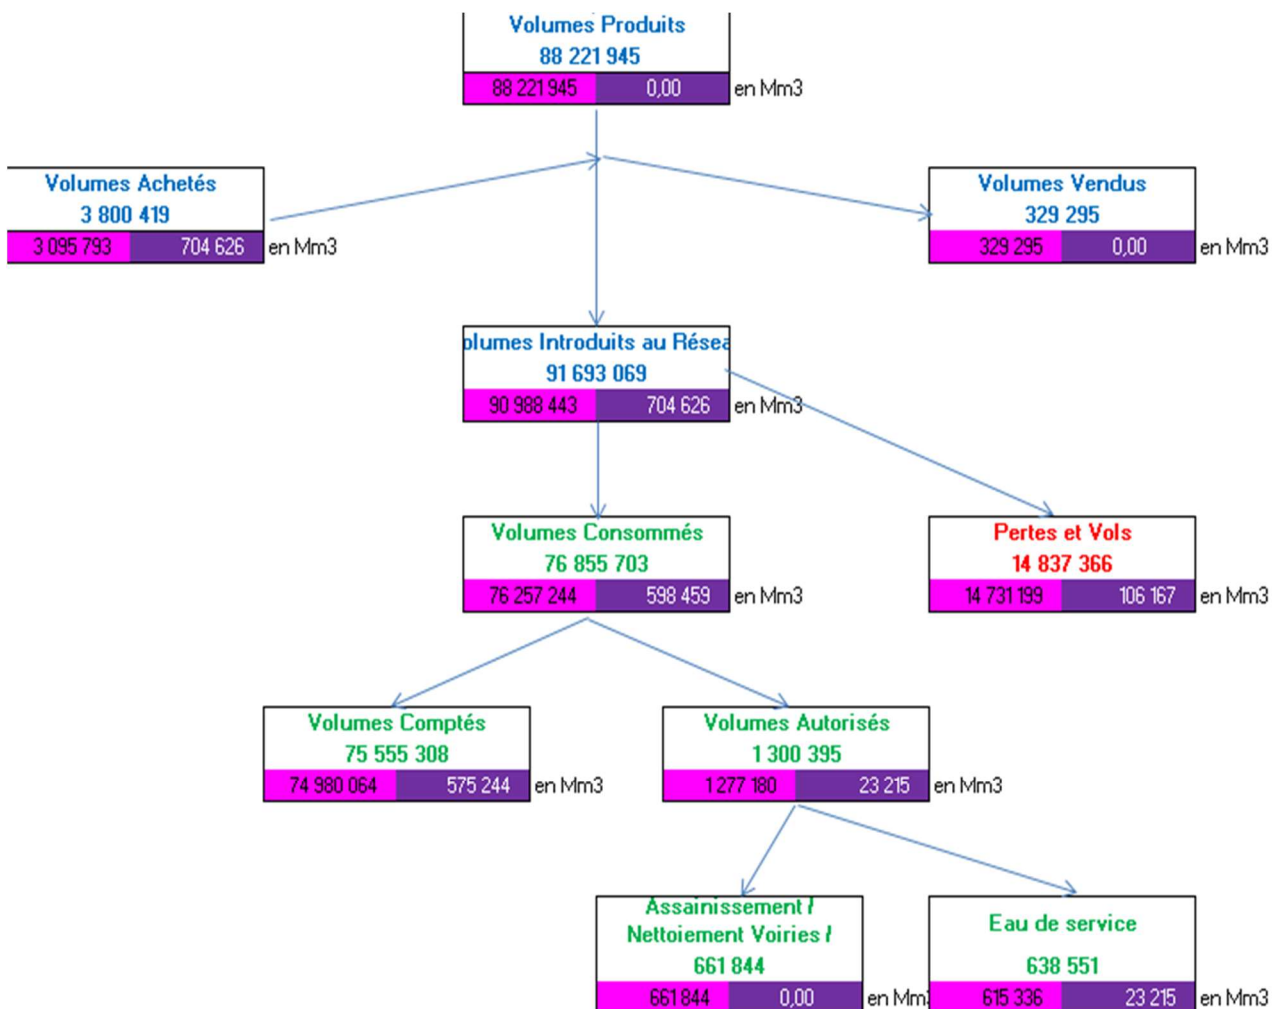 Volumes Produits
88 221 945
88 221 945 0,00 en Mm3
Volumes Achetés
3 800 419
3 095 793 704 626 en Mm3
Volumes Vendus
329 295
329 295 0,00 en Mm3
olumes Introduits au Résea
91 693 069
90 988 443 704 626 en Mm3
Volumes Consommés
76 855 703
76 257 244 598 459 en Mm3
Pertes et Vols
14 837 366
14 731 199 106 167 en Mm3
Volumes Comptés
75 555 308
74 980 064 575 244 en Mm3
Volumes Autorisés
1 300 395
1 277 180 23 215 en Mm3
Assainissement /
Nettoiement Voiries /
661 844
661 844 0,00 en Mm3
Eau de service
638 551
615 336 23 215 en Mm3